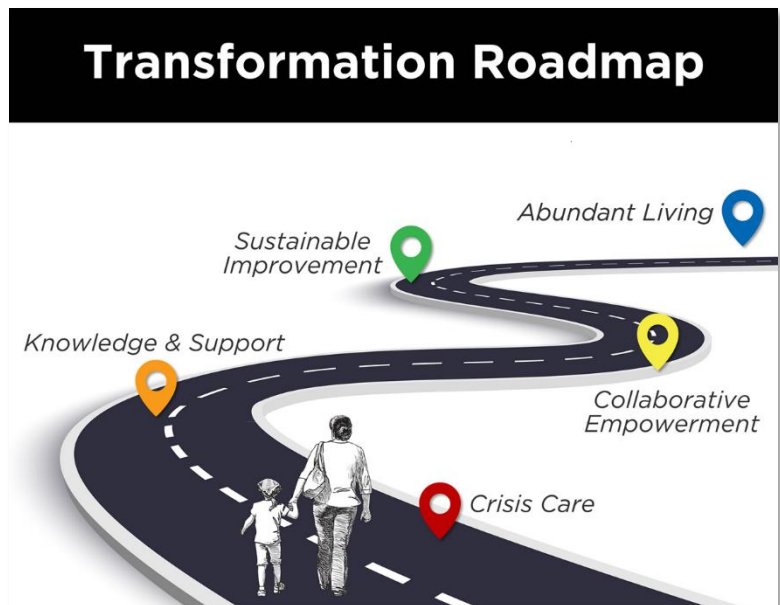 Transformation Roadmap
Abundant Living
Sustainable
Improvement
Knowledge & Support
Collaborative
Empowerment
Crisis Care